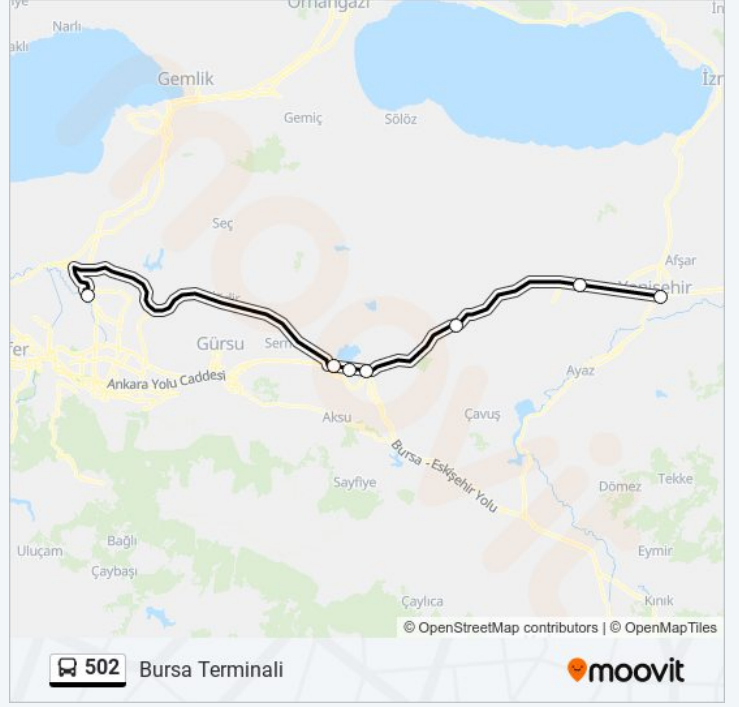 Orhangazi
Narlı
Gemlik
Gemiç
Sölöz
Seç
Afşar
Yenişehir
Gürsu
Ankara Yolu Caddesi
Ayaz
Aksu
Çavuş
Bursa - Eskişehir Yolu
Sayfiye
Dömez
Tekke
Bağlı
Uluçam
Çaybaşı
Eymir
Çaylıca
Kınık
© OpenStreetMap contributors | © OpenMapTiles
502 Bursa Terminali
moovit